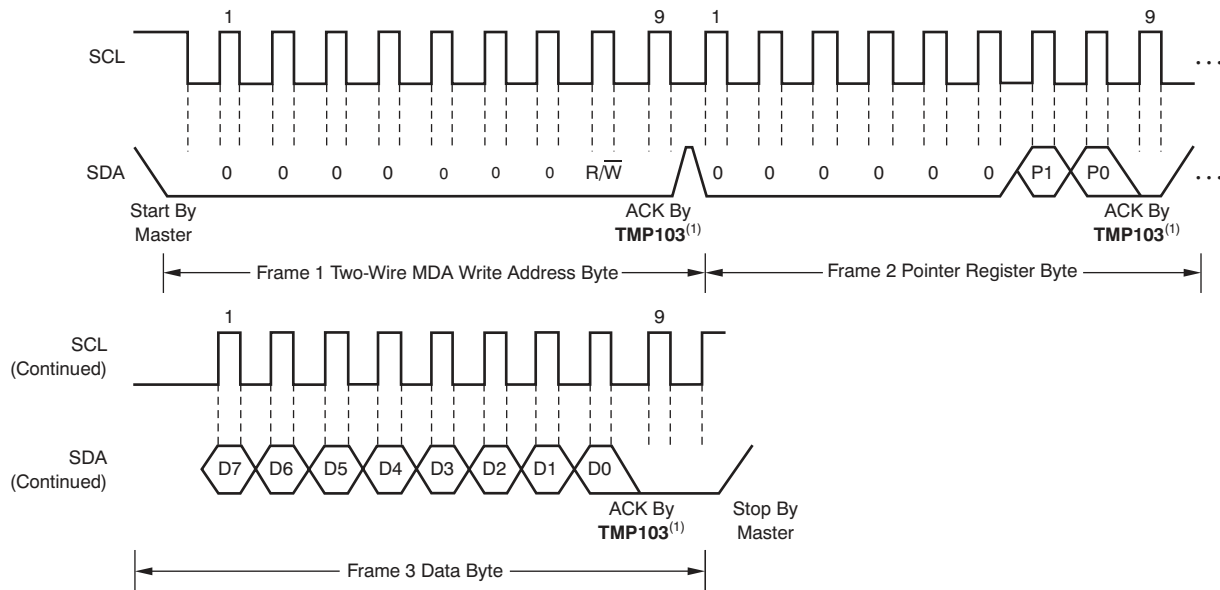 1 9 1 9
SCL ...
SDA 0 0 0 0 0 0 0 R/W̅ 0 0 0 0 0 0 P1 P0 ...
Start By Master
ACK By TMP103(1)
ACK By TMP103(1)
Frame 1 Two-Wire MDA Write Address Byte
Frame 2 Pointer Register Byte
1 9
SCL (Continued)
SDA (Continued)
D7 D6 D5 D4 D3 D2 D1 D0
ACK By TMP103(1)
Stop By Master
Frame 3 Data Byte